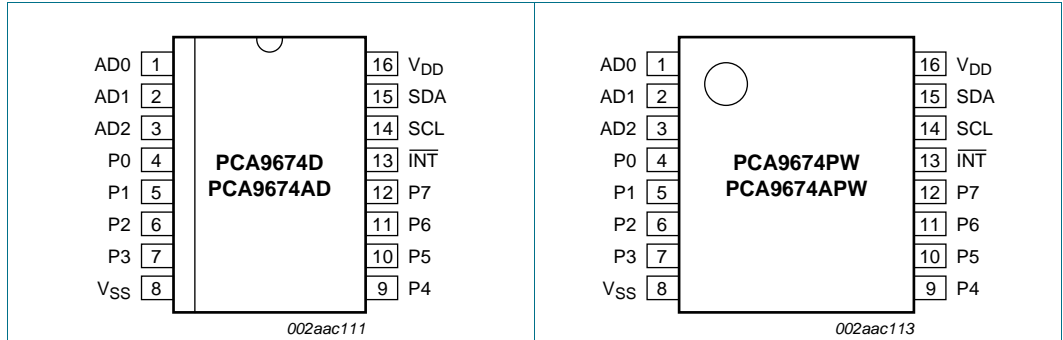 AD0 1 16 VDD
AD1 2 15 SDA
AD2 3 14 SCL
P0 4 13 INT
PCA9674D
PCA9674AD
P1 5 12 P7
P2 6 11 P6
P3 7 10 P5
VSS 8 9 P4
002aac111
AD0 1 16 VDD
AD1 2 15 SDA
AD2 3 14 SCL
P0 4 13 INT
PCA9674PW
PCA9674APW
P1 5 12 P7
P2 6 11 P6
P3 7 10 P5
VSS 8 9 P4
002aac113